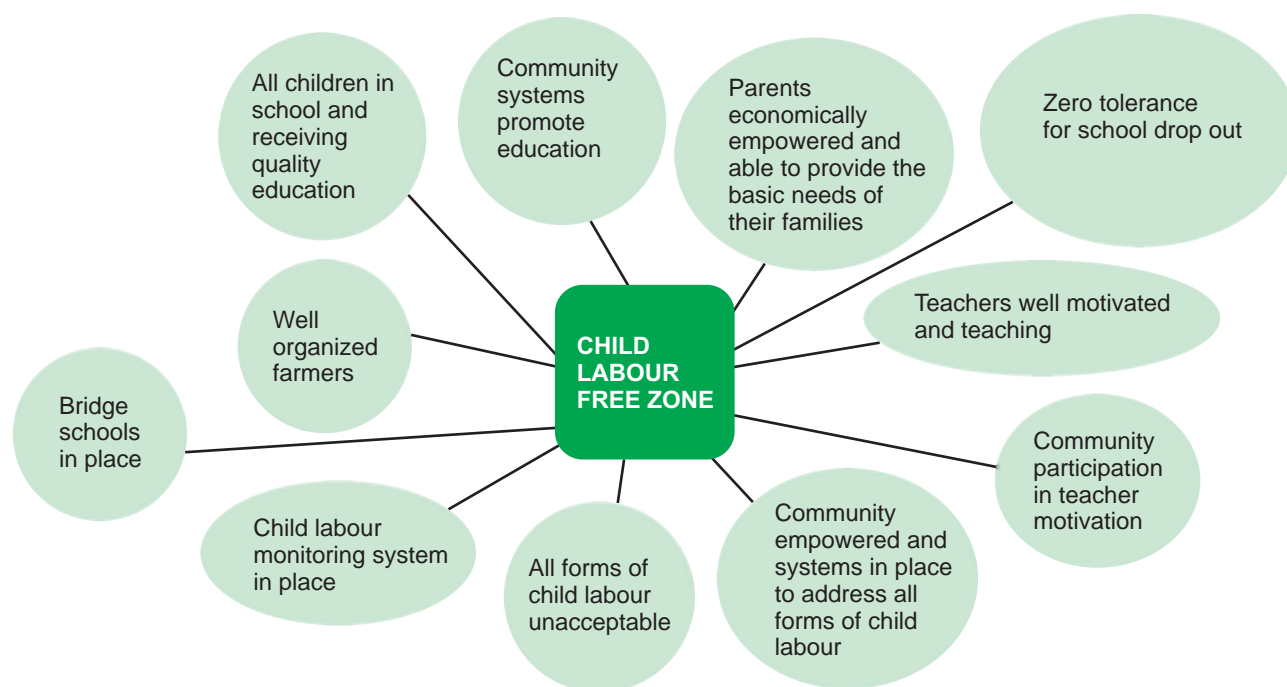 All children in
school and
receiving
quality
education
Community
systems
promote
education
Parents
economically
empowered and
able to provide the
basic needs of
their families
Zero tolerance
for school drop out
Well
organized
farmers
CHILD
LABOUR
FREE ZONE
Teachers well motivated
and teaching
Bridge
schools
in place
Child labour
monitoring system
in place
All forms of
child labour
unacceptable
Community
empowered and
systems in place
to address all
forms of child
labour
Community
participation
in teacher
motivation